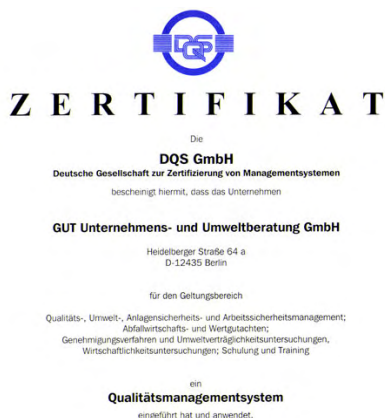 DQS
ZERTIFIKAT
Die
DQS GmbH
Deutsche Gesellschaft zur Zertifizierung von Managementsystemen
bescheinigt hiermit, dass das Unternehmen
GUT Unternehmens- und Umweltberatung GmbH
Heidelberger Straße 64 a
D-12435 Berlin
für den Geltungsbereich
Qualitäts-, Umwelt-, Anlagensicherheits- und Arbeitssicherheitsmanagement;
Abfallwirtschafts- und Wertgutachten;
Genehmigungsverfahren und Umweltverträglichkeitsuntersuchungen,
Wirtschaftlichkeitsuntersuchungen; Schulung und Training
ein
Qualitätsmanagementsystem
eingeführt hat und anwendet.